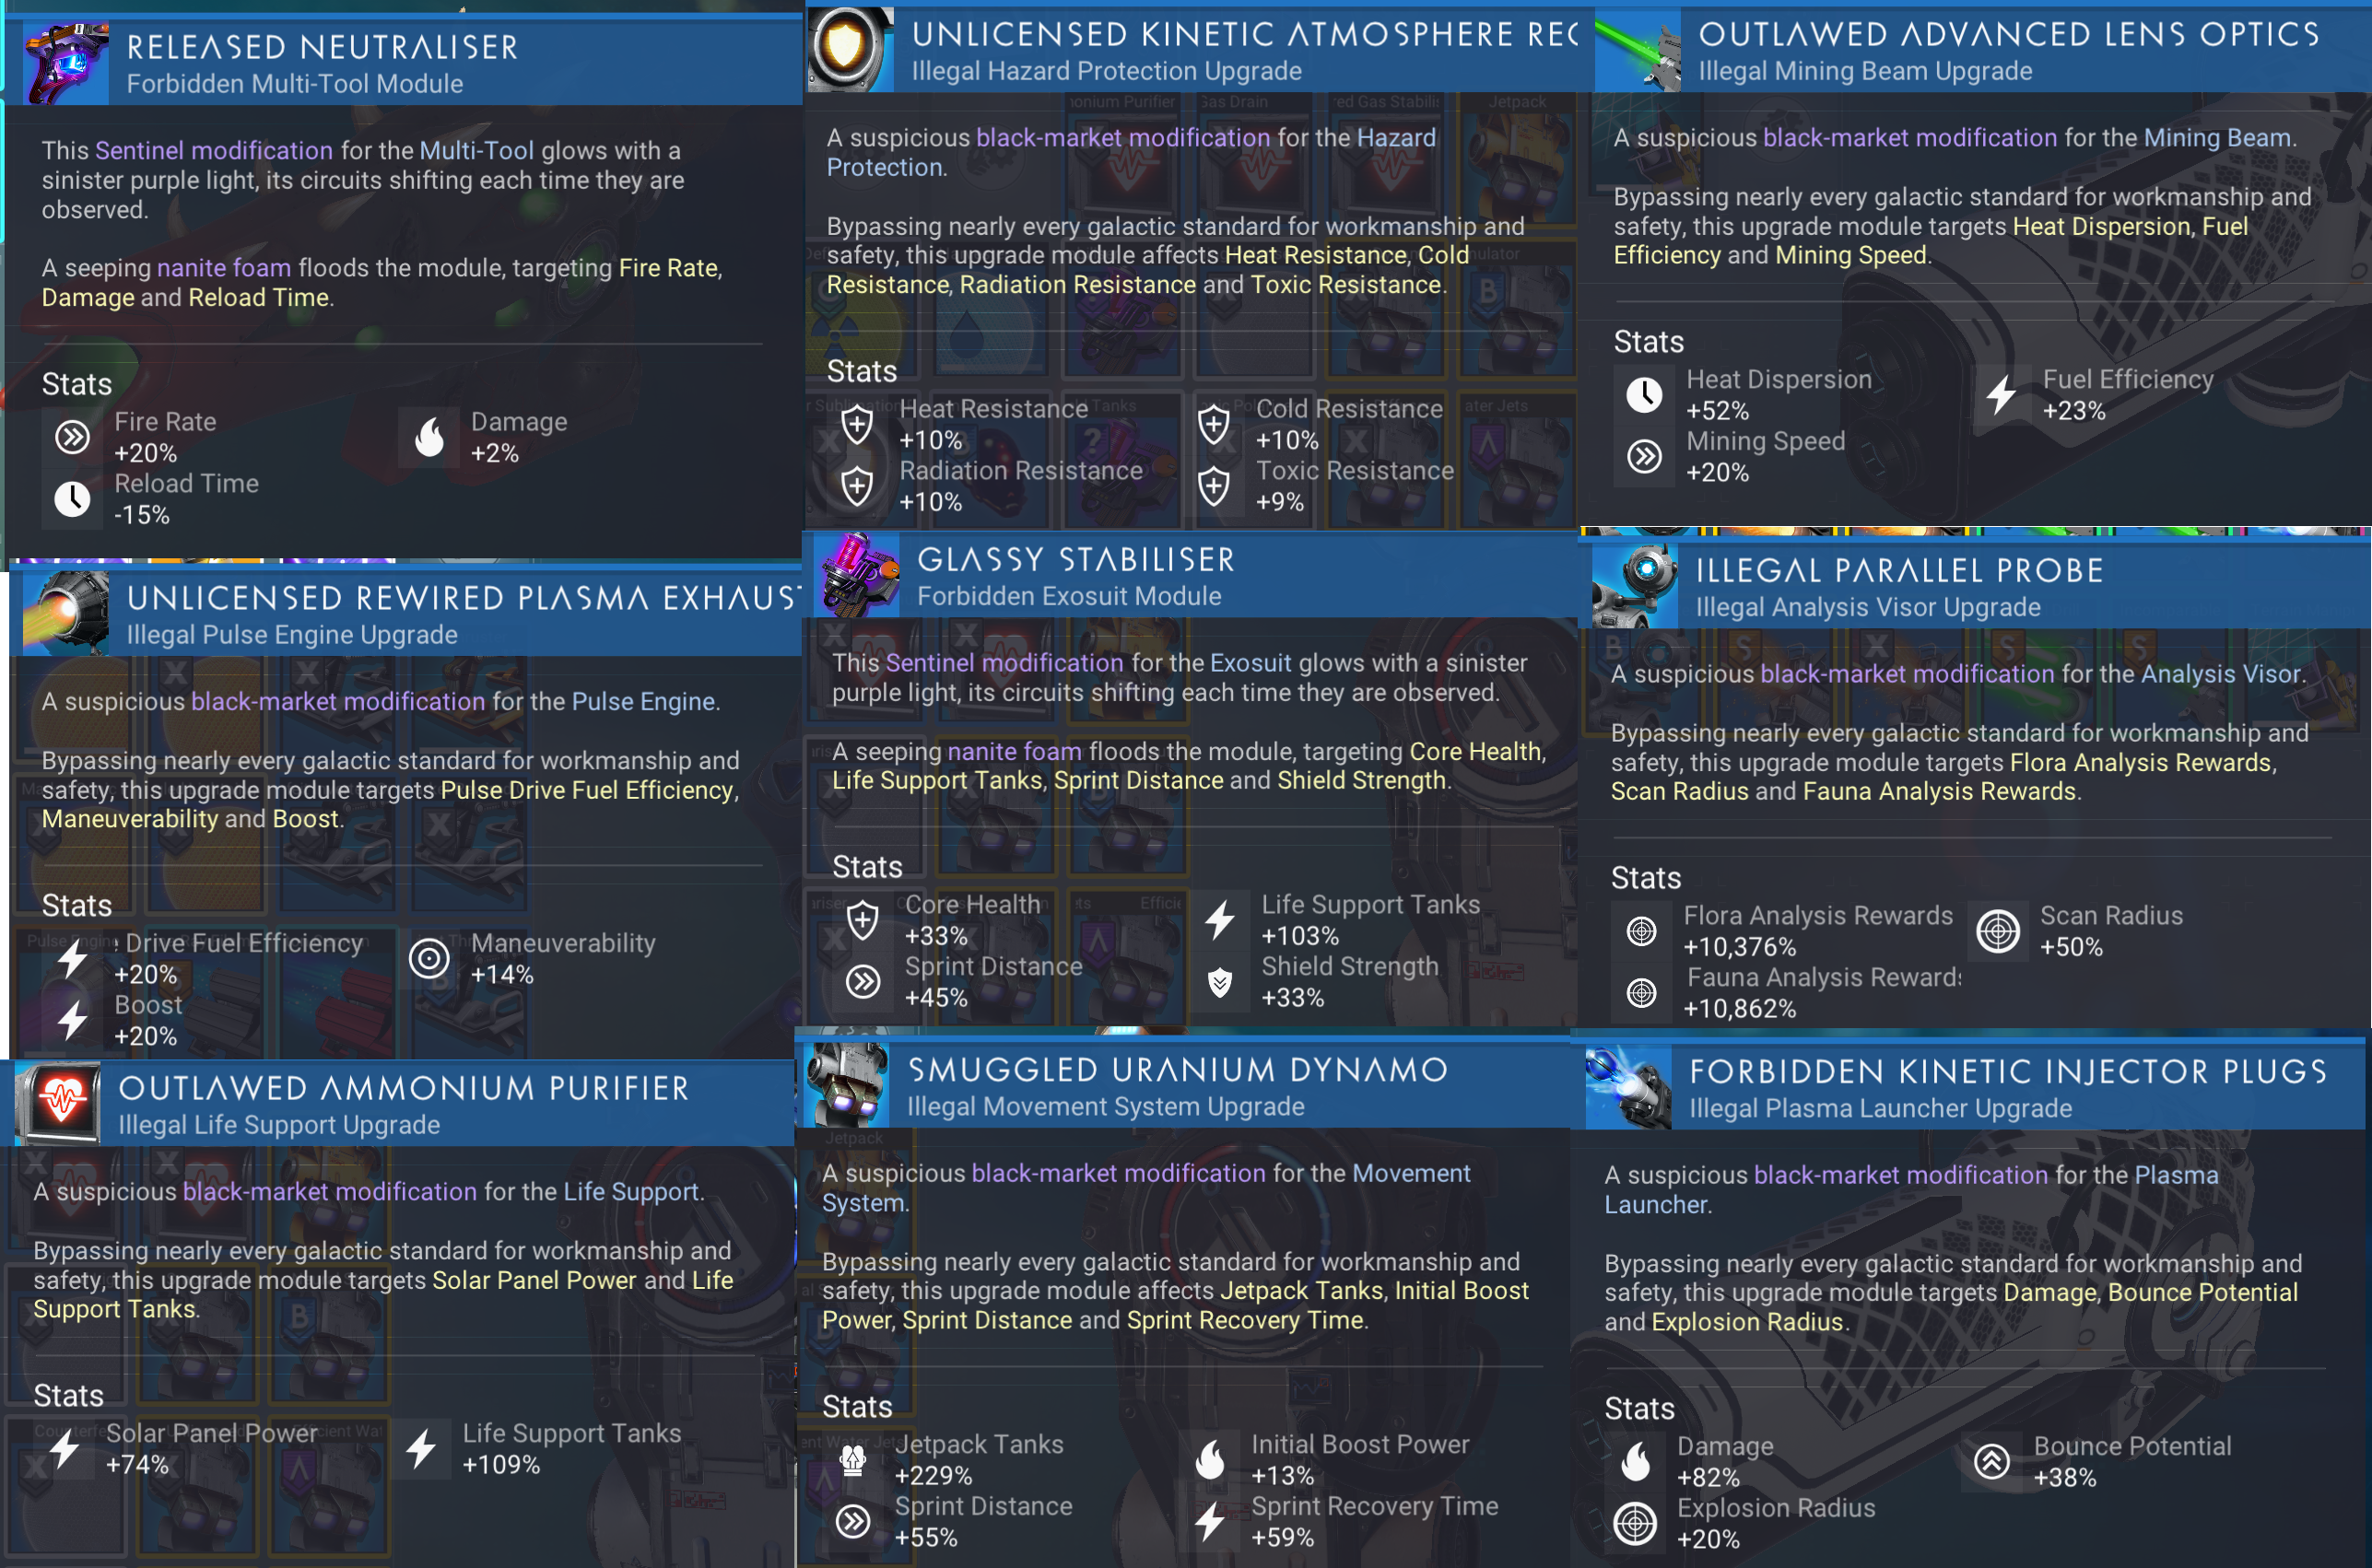 RELEASED NEUTRALISER
Forbidden Multi-Tool Module
This Sentinel modification for the Multi-Tool glows with a
sinister purple light, its circuits shifting each time they are
observed.
A seeping nanite foam floods the module, targeting Fire Rate,
Damage and Reload Time.
Stats
Fire Rate
+20%
Damage
+2%
Reload Time
-15%
UNLICENSED KINETIC ATMOSPHERE REC
Illegal Hazard Protection Upgrade
A suspicious black-market modification for the Hazard
Protection.
Bypassing nearly every galactic standard for workmanship and
safety, this upgrade module affects Heat Resistance, Cold
Resistance, Radiation Resistance and Toxic Resistance.
Stats
Heat Resistance
+10%
Cold Resistance
+10%
Radiation Resistance
+10%
Toxic Resistance
+9%
OUTLAWED ADVANCED LENS OPTICS
Illegal Mining Beam Upgrade
A suspicious black-market modification for the Mining Beam.
Bypassing nearly every galactic standard for workmanship and
safety, this upgrade module targets Heat Dispersion, Fuel
Efficiency and Mining Speed.
Stats
Heat Dispersion
+52%
Fuel Efficiency
+23%
Mining Speed
+20%
UNLICENSED REWIRED PLASMA EXHAUST
Illegal Pulse Engine Upgrade
A suspicious black-market modification for the Pulse Engine.
Bypassing nearly every galactic standard for workmanship and
safety, this upgrade module targets Pulse Drive Fuel Efficiency,
Maneuverability and Boost.
Stats
Drive Fuel Efficiency
+20%
Maneuverability
+14%
Boost
+20%
GLASSY STABILISER
Forbidden Exosuit Module
This Sentinel modification for the Exosuit glows with a sinister
purple light, its circuits shifting each time they are observed.
A seeping nanite foam floods the module, targeting Core Health,
Life Support Tanks, Sprint Distance and Shield Strength.
Stats
Core Health
+33%
Life Support Tanks
+103%
Sprint Distance
+45%
Shield Strength
+33%
ILLEGAL PARALLEL PROBE
Illegal Analysis Visor Upgrade
A suspicious black-market modification for the Analysis Visor.
Bypassing nearly every galactic standard for workmanship and
safety, this upgrade module targets Flora Analysis Rewards,
Scan Radius and Fauna Analysis Rewards.
Stats
Flora Analysis Rewards
+10,376%
Scan Radius
+50%
Fauna Analysis Rewards
+10,862%
OUTLAWED AMMONIUM PURIFIER
Illegal Life Support Upgrade
A suspicious black-market modification for the Life Support.
Bypassing nearly every galactic standard for workmanship and
safety, this upgrade module targets Solar Panel Power and Life
Support Tanks.
Stats
Solar Panel Power
+74%
Life Support Tanks
+109%
SMUGGLED URANIUM DYNAMO
Illegal Movement System Upgrade
Jetpack
A suspicious black-market modification for the Movement
System.
Bypassing nearly every galactic standard for workmanship and
safety, this upgrade module affects Jetpack Tanks, Initial Boost
Power, Sprint Distance and Sprint Recovery Time.
Stats
Jetpack Tanks
+229%
Initial Boost Power
+13%
Sprint Distance
+55%
Sprint Recovery Time
+59%
FORBIDDEN KINETIC INJECTOR PLUGS
Illegal Plasma Launcher Upgrade
A suspicious black-market modification for the Plasma
Launcher.
Bypassing nearly every galactic standard for workmanship and
safety, this upgrade module targets Damage, Bounce Potential
and Explosion Radius.
Stats
Damage
+82%
Bounce Potential
+38%
Explosion Radius
+20%